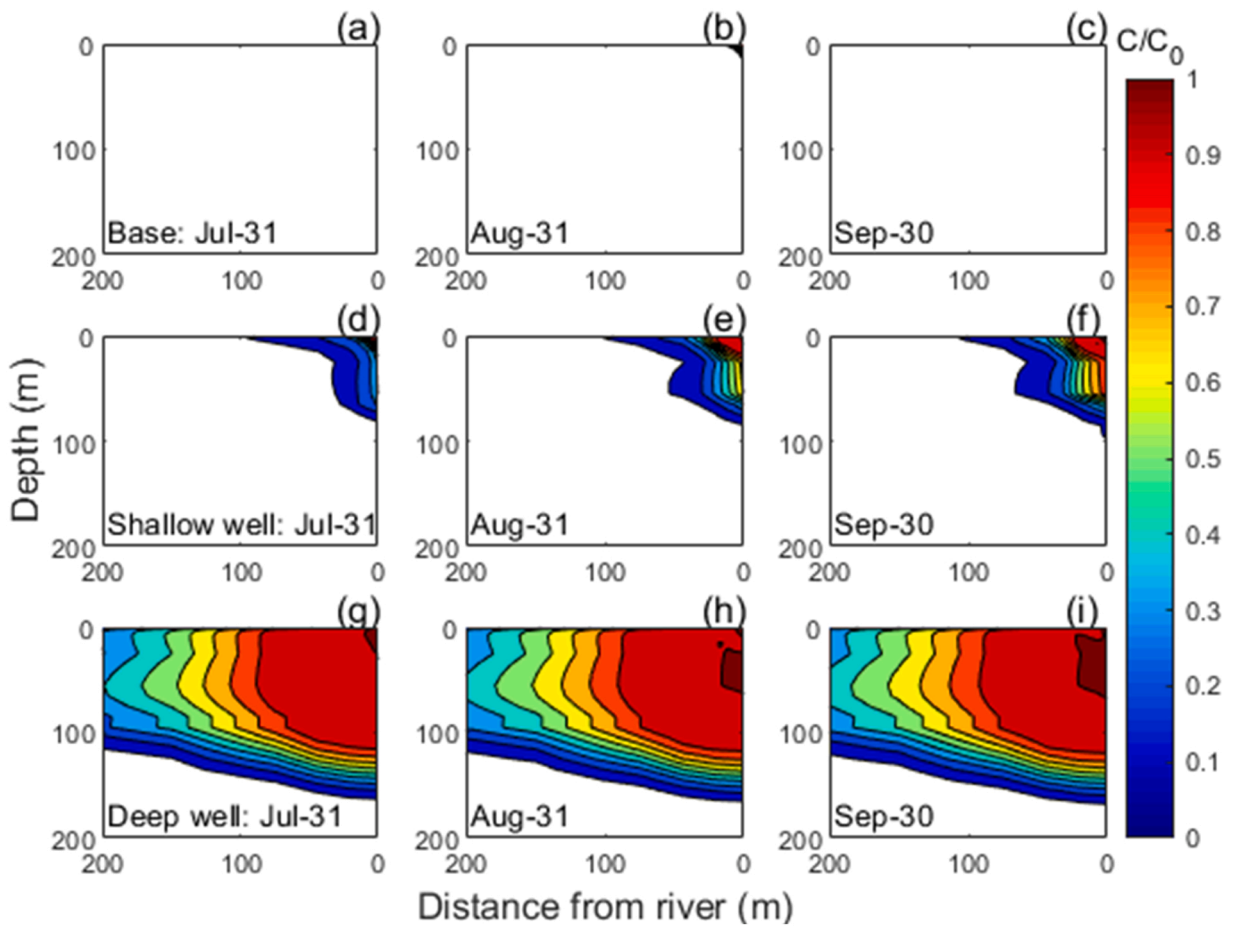 (a) (b) (c) C/C0
0 0 0 1
100 100 100 0.9
Base: Jul-31 Aug-31 Sep-30 0.8
200 200 200
200 100 0 200 100 0 200 100 0
(d) (e) (f) 0.7
0 0 0
0.6
100 100 100 0.5
Depth (m)
Shallow well: Jul-31 Aug-31 Sep-30 0.4
200 200 200
200 100 0 200 100 0 200 100 0
(g) (h) (i) 0.3
0 0 0
0.2
100 100 100 0.1
Deep well: Jul-31 Aug-31 Sep-30
200 200 200 0
200 100 0 200 100 0 200 100 0
Distance from river (m)